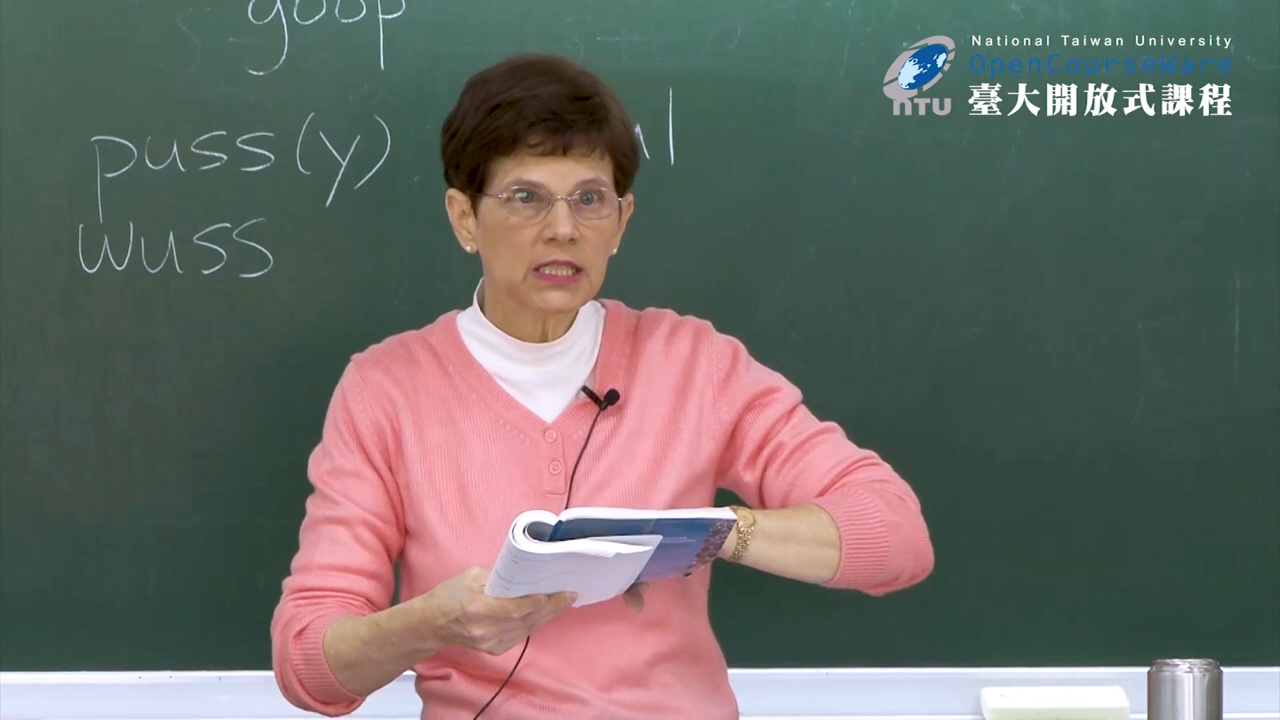 goop
National Taiwan University
OpenCourseWare
臺大開放式課程
NTU
puss(y)
wuss